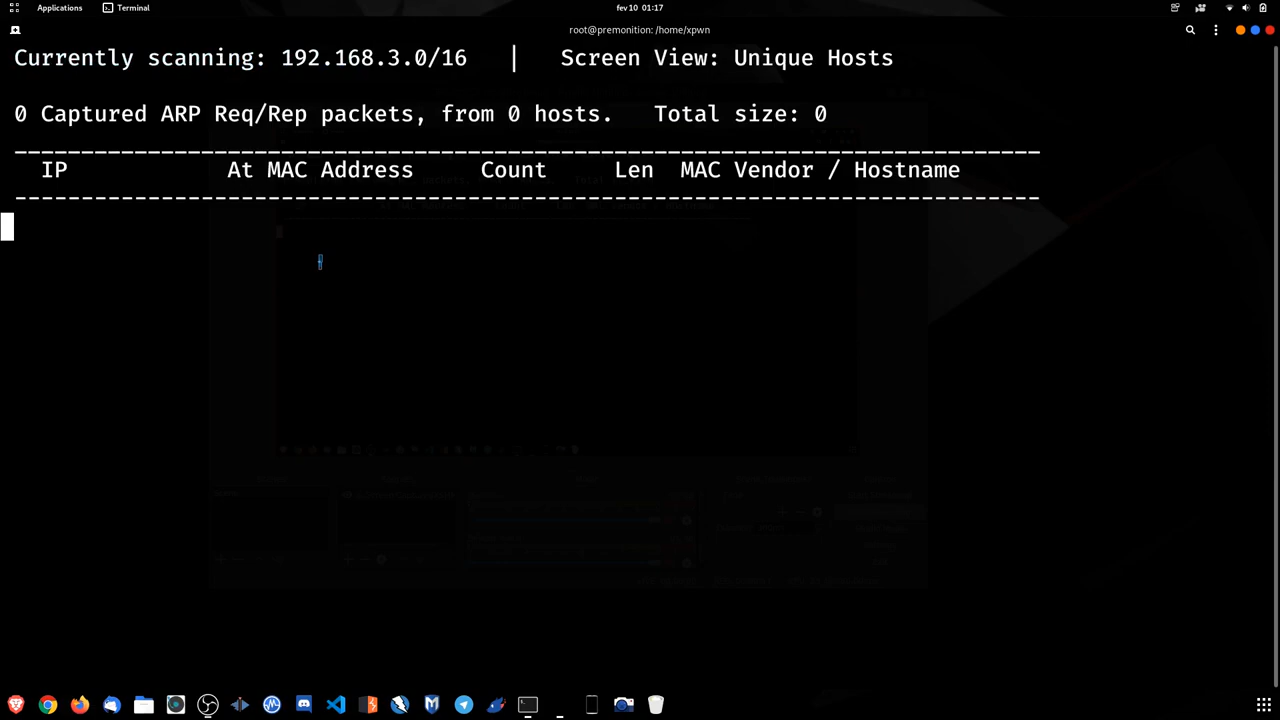 Applications Terminal fev 10 01:17
root@premonition: /home/xpwn
Currently scanning: 192.168.3.0/16 | Screen View: Unique Hosts
0 Captured ARP Req/Rep packets, from 0 hosts. Total size: 0
_____________________________________________________________________________
IP At MAC Address Count Len MAC Vendor / Hostname
-----------------------------------------------------------------------------